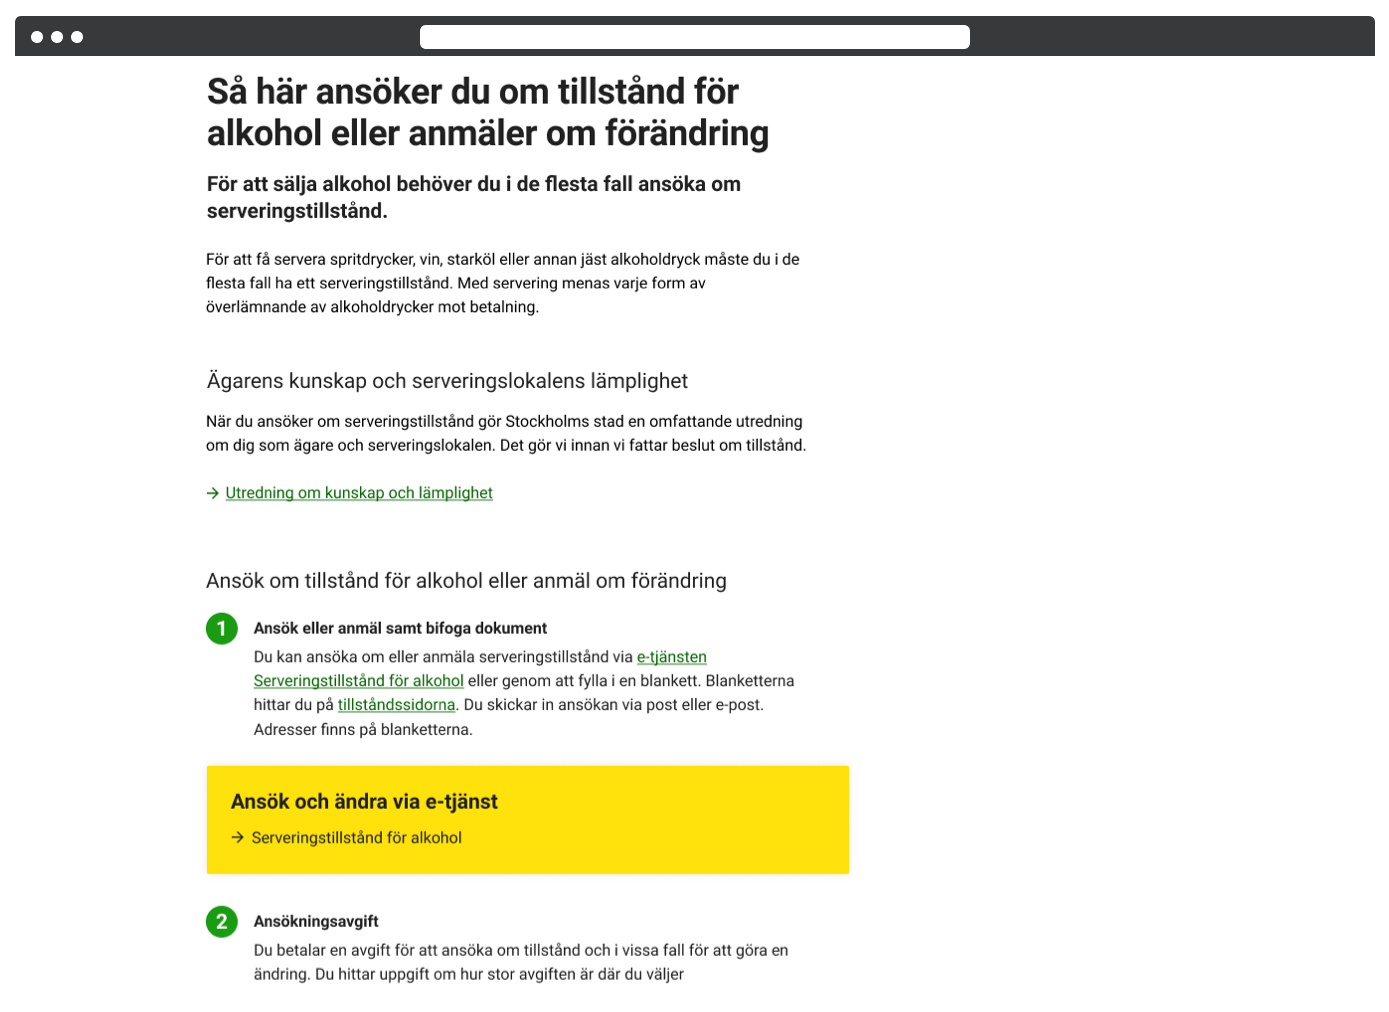 Så här ansöker du om tillstånd för
alkohol eller anmäler om förändring
För att sälja alkohol behöver du i de flesta fall ansöka om
serveringstillstånd.
För att få servera spritdrycker, vin, starköl eller annan jäst alkoholdryck måste du i de
flesta fall ha ett serveringstillstånd. Med servering menas varje form av
överlämnande av alkoholdrycker mot betalning.
Ägarens kunskap och serveringslokalens lämplighet
När du ansöker om serveringstillstånd gör Stockholms stad en omfattande utredning
om dig som ägare och serveringslokalen. Det gör vi innan vi fattar beslut om tillstånd.
→ Utredning om kunskap och lämplighet
Ansök om tillstånd för alkohol eller anmäl om förändring
1 Ansök eller anmäl samt bifoga dokument
Du kan ansöka om eller anmäla serveringstillstånd via e-tjänsten
Serveringstillstånd för alkohol eller genom att fylla i en blankett. Blanketterna
hittar du på tillståndssidorna. Du skickar in ansökan via post eller e-post.
Adresser finns på blanketterna.
Ansök och ändra via e-tjänst
→ Serveringstillstånd för alkohol
2 Ansökningsavgift
Du betalar en avgift för att ansöka om tillstånd och i vissa fall för att göra en
ändring. Du hittar uppgift om hur stor avgiften är där du väljer